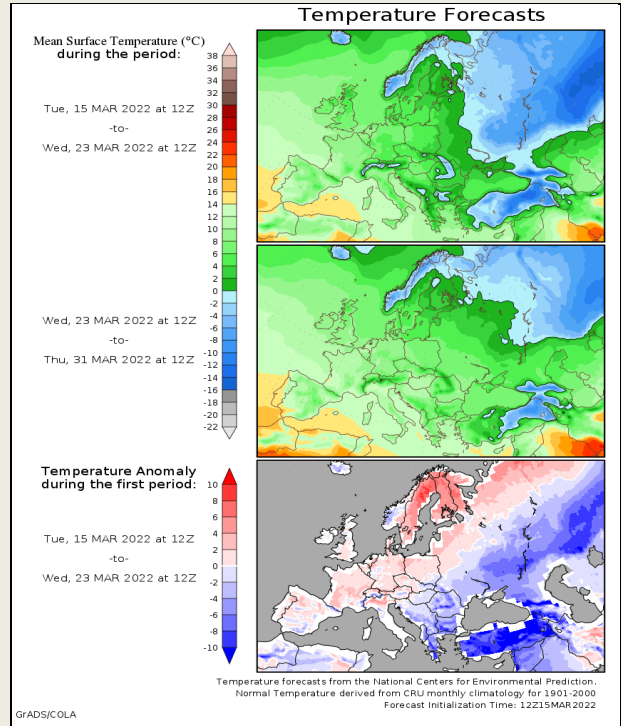 Temperature Forecasts
Mean Surface Temperature (°C)
during the period:
Tue, 15 MAR 2022 at 12Z
-to-
Wed, 23 MAR 2022 at 12Z
38
36
34
32
30
28
26
24
22
20
18
16
14
12
10
8
6
4
2
0
-2
-4
-6
-8
-10
-12
-14
-16
-18
-20
-22
Wed, 23 MAR 2022 at 12Z
-to-
Thu, 31 MAR 2022 at 12Z
Temperature Anomaly
during the first period:
Tue, 15 MAR 2022 at 12Z
-to-
Wed, 23 MAR 2022 at 12Z
10
8
6
4
2
0
-2
-4
-6
-8
-10
Temperature forecasts from the National Centers for Environmental Prediction.
Normal Temperature derived from CRU monthly climatology for 1901-2000
Forecast Initialization Time: 12Z15MAR2022
GrADS/COLA